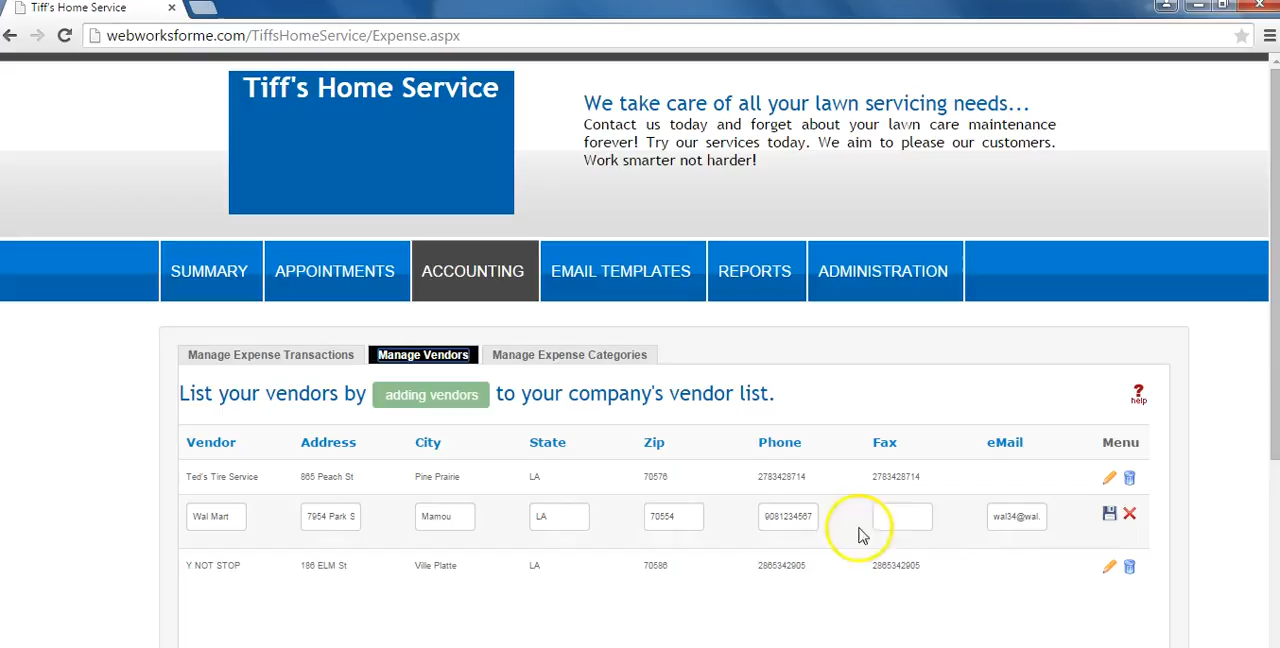 Tiff's Home Service
webworksforme.com/TiffsHomeService/Expense.aspx
Tiff's Home Service
We take care of all your lawn servicing needs...
Contact us today and forget about your lawn care maintenance
forever! Try our services today. We aim to please our customers.
Work smarter not harder!
SUMMARY APPOINTMENTS ACCOUNTING EMAIL TEMPLATES REPORTS ADMINISTRATION
Manage Expense Transactions Manage Vendors Manage Expense Categories
List your vendors by adding vendors to your company's vendor list.
? help
Vendor Address City State Zip Phone Fax eMail Menu
Ted's Tire Service 865 Peach St Pine Prairie LA 70576 2783428714 2783428714
Wal Mart 7954 Park S Mamou LA 70554 9081234567 wal34@wal.
Y NOT STOP 186 ELM St Ville Platte LA 70586 2865342905 2865342905